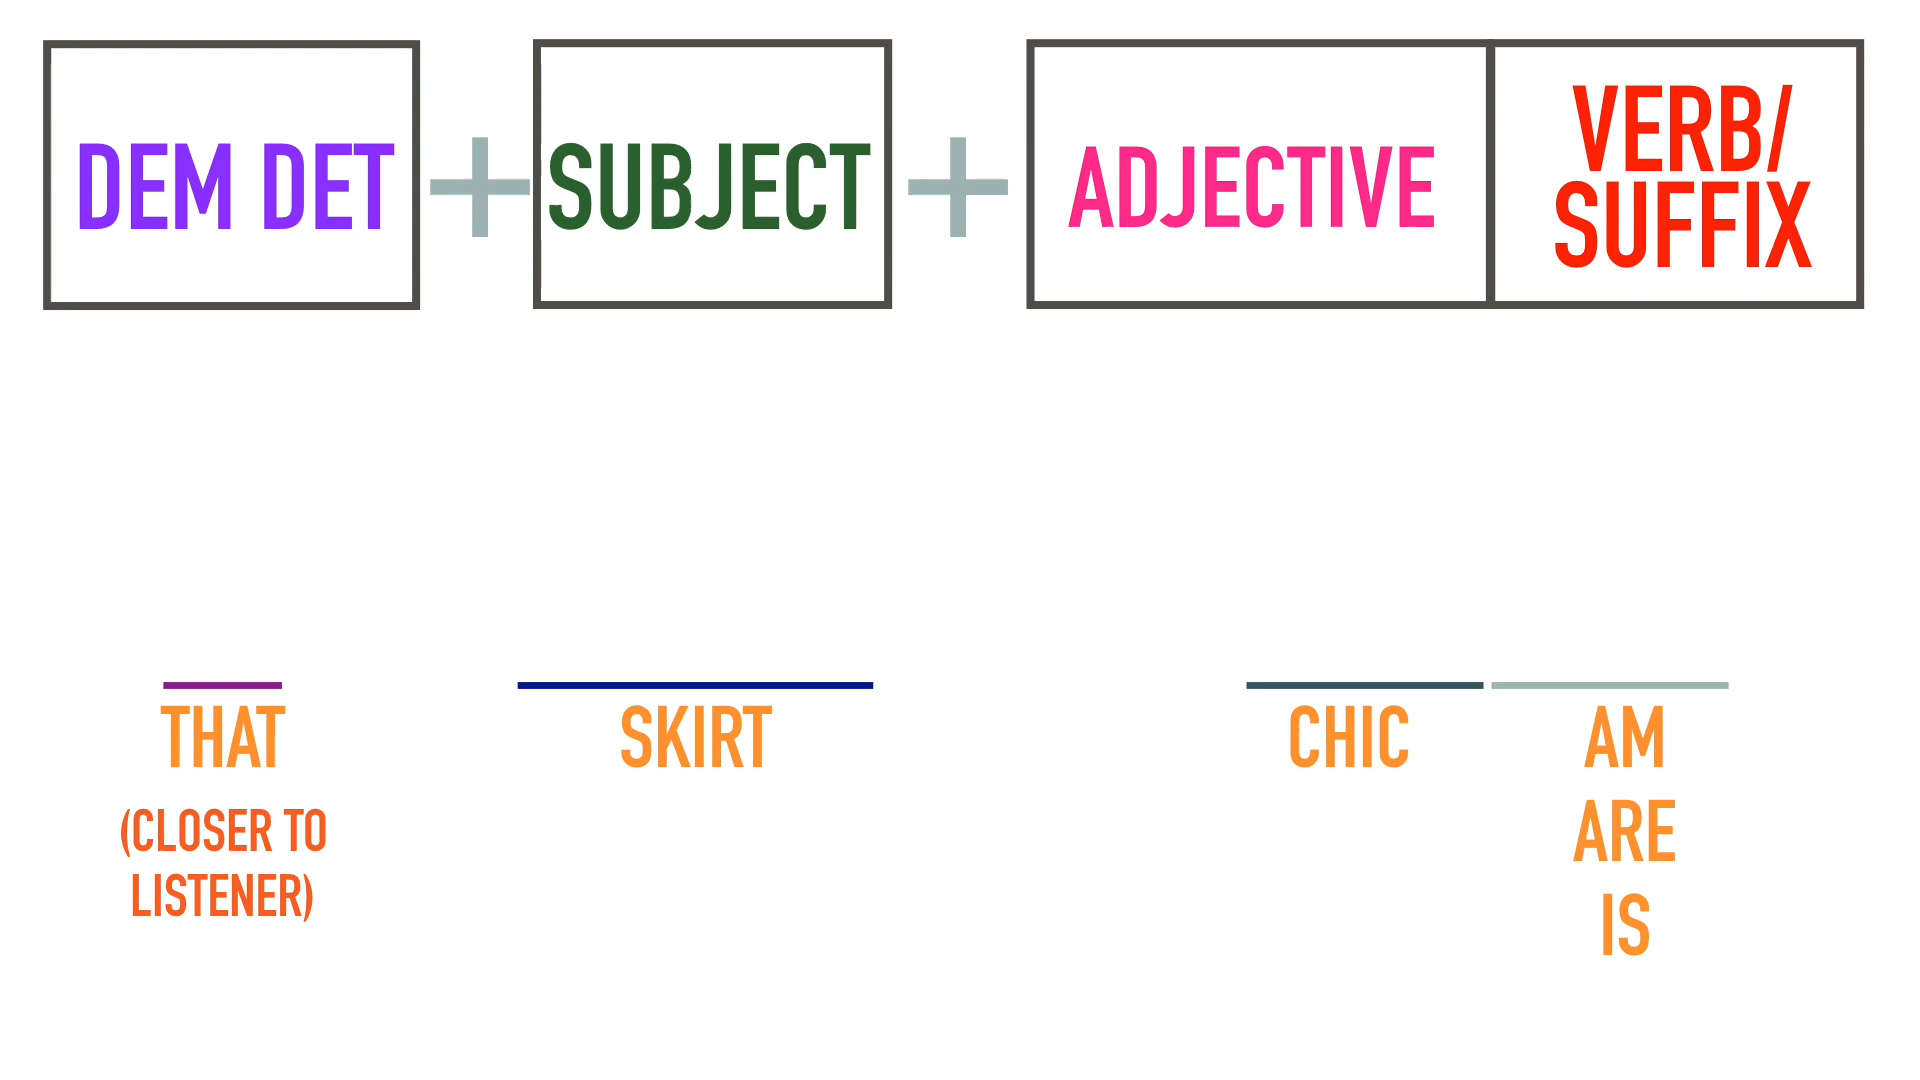 DEM DET + SUBJECT + ADJECTIVE VERB/
SUFFIX
THAT SKIRT CHIC AM
(CLOSER TO ARE
LISTENER) IS